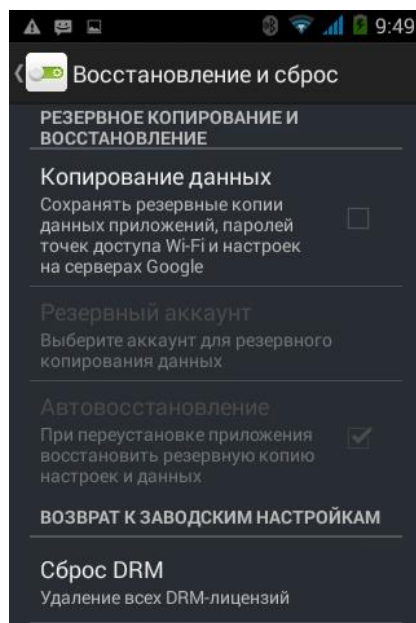 9:49
Восстановление и сброс
РЕЗЕРВНОЕ КОПИРОВАНИЕ И
ВОССТАНОВЛЕНИЕ
Копирование данных
Сохранять резервные копии
данных приложений, паролей
точек доступа Wi-Fi и настроек
на серверах Google
Резервный аккаунт
Выберите аккаунт для резервного
копирования данных
Автовосстановление
При переустановке приложения
восстановить резервную копию
настроек и данных
ВОЗВРАТ К ЗАВОДСКИМ НАСТРОЙКАМ
Сброс DRM
Удаление всех DRM-лицензий